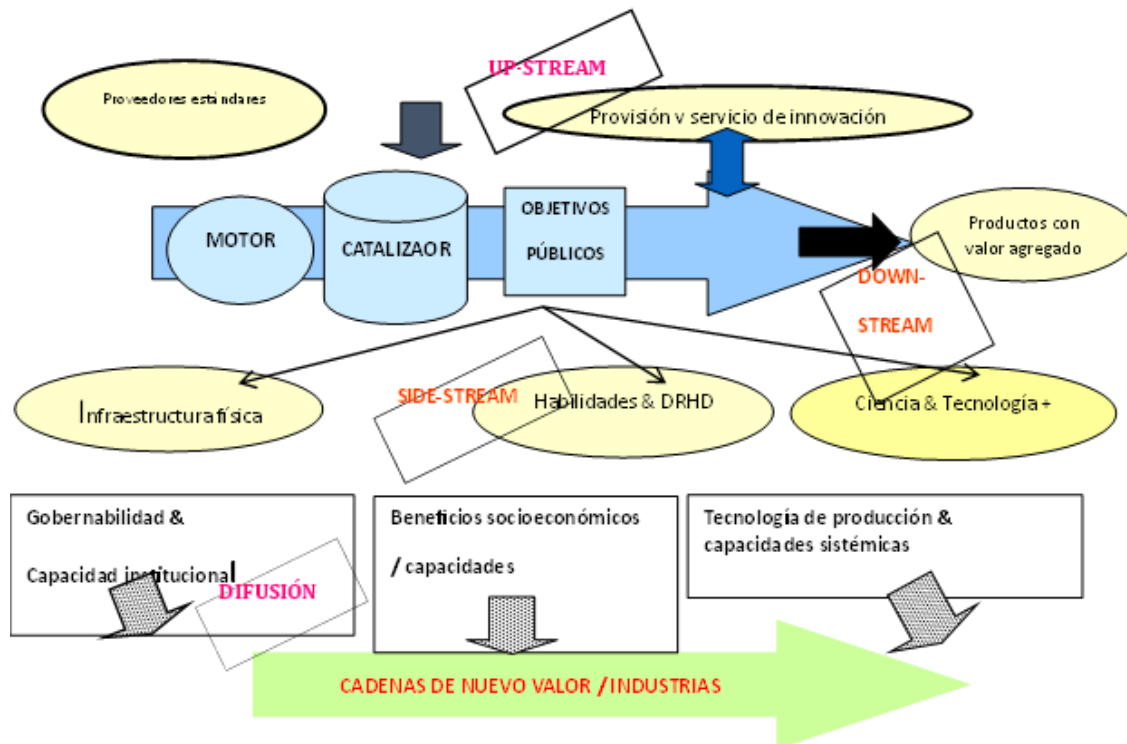 UP-STREAM
Proveedores estándares
Provisión y servicio de innovación
MOTOR
CATALIZAOR
OBJETIVOS
PÚBLICOS
Productos con
valor agregado
DOWN-
STREAM
Infraestructura física
SIDE-STREAM
Habilidades & DRHD
Ciencia & Tecnología +
Gobernabilidad &
Capacidad institucional
DIFUSIÓN
Beneficios socioeconómicos
/ capacidades
Tecnología de producción &
capacidades sistémicas
CADENAS DE NUEVO VALOR / INDUSTRIAS